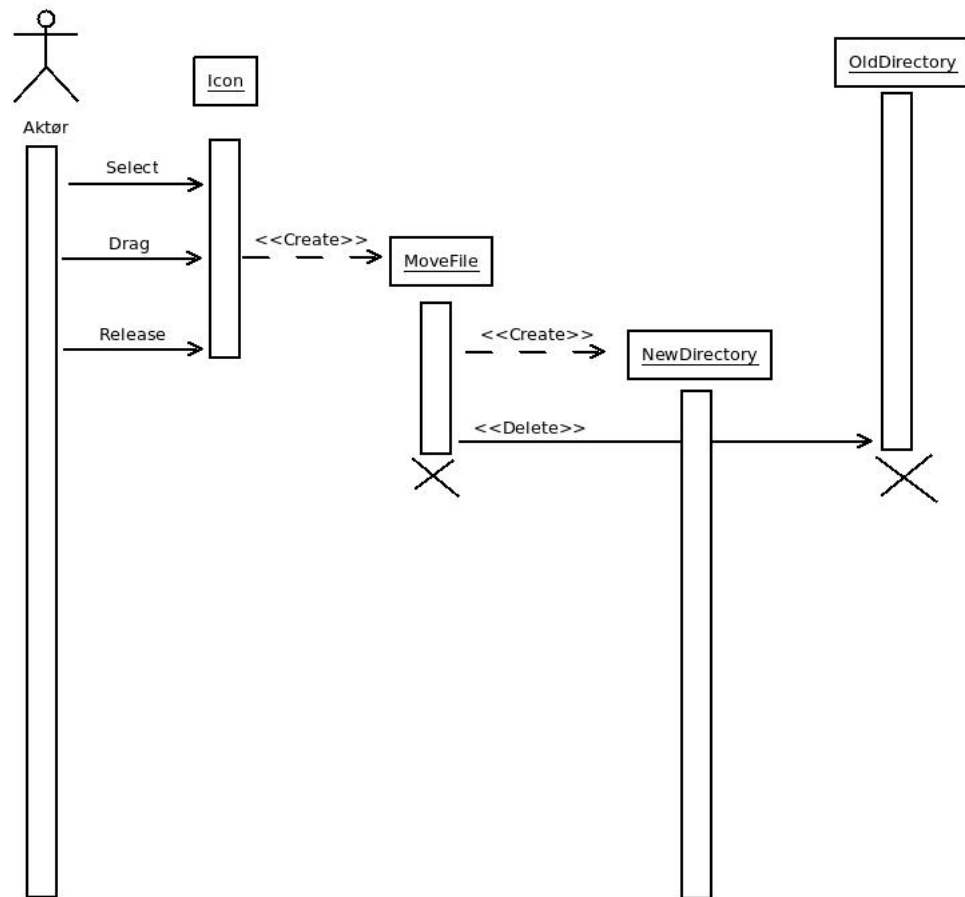 OldDirectory
Icon
Aktør
Select
Drag
<<Create>>
MoveFile
Release
<<Create>>
NewDirectory
<<Delete>>